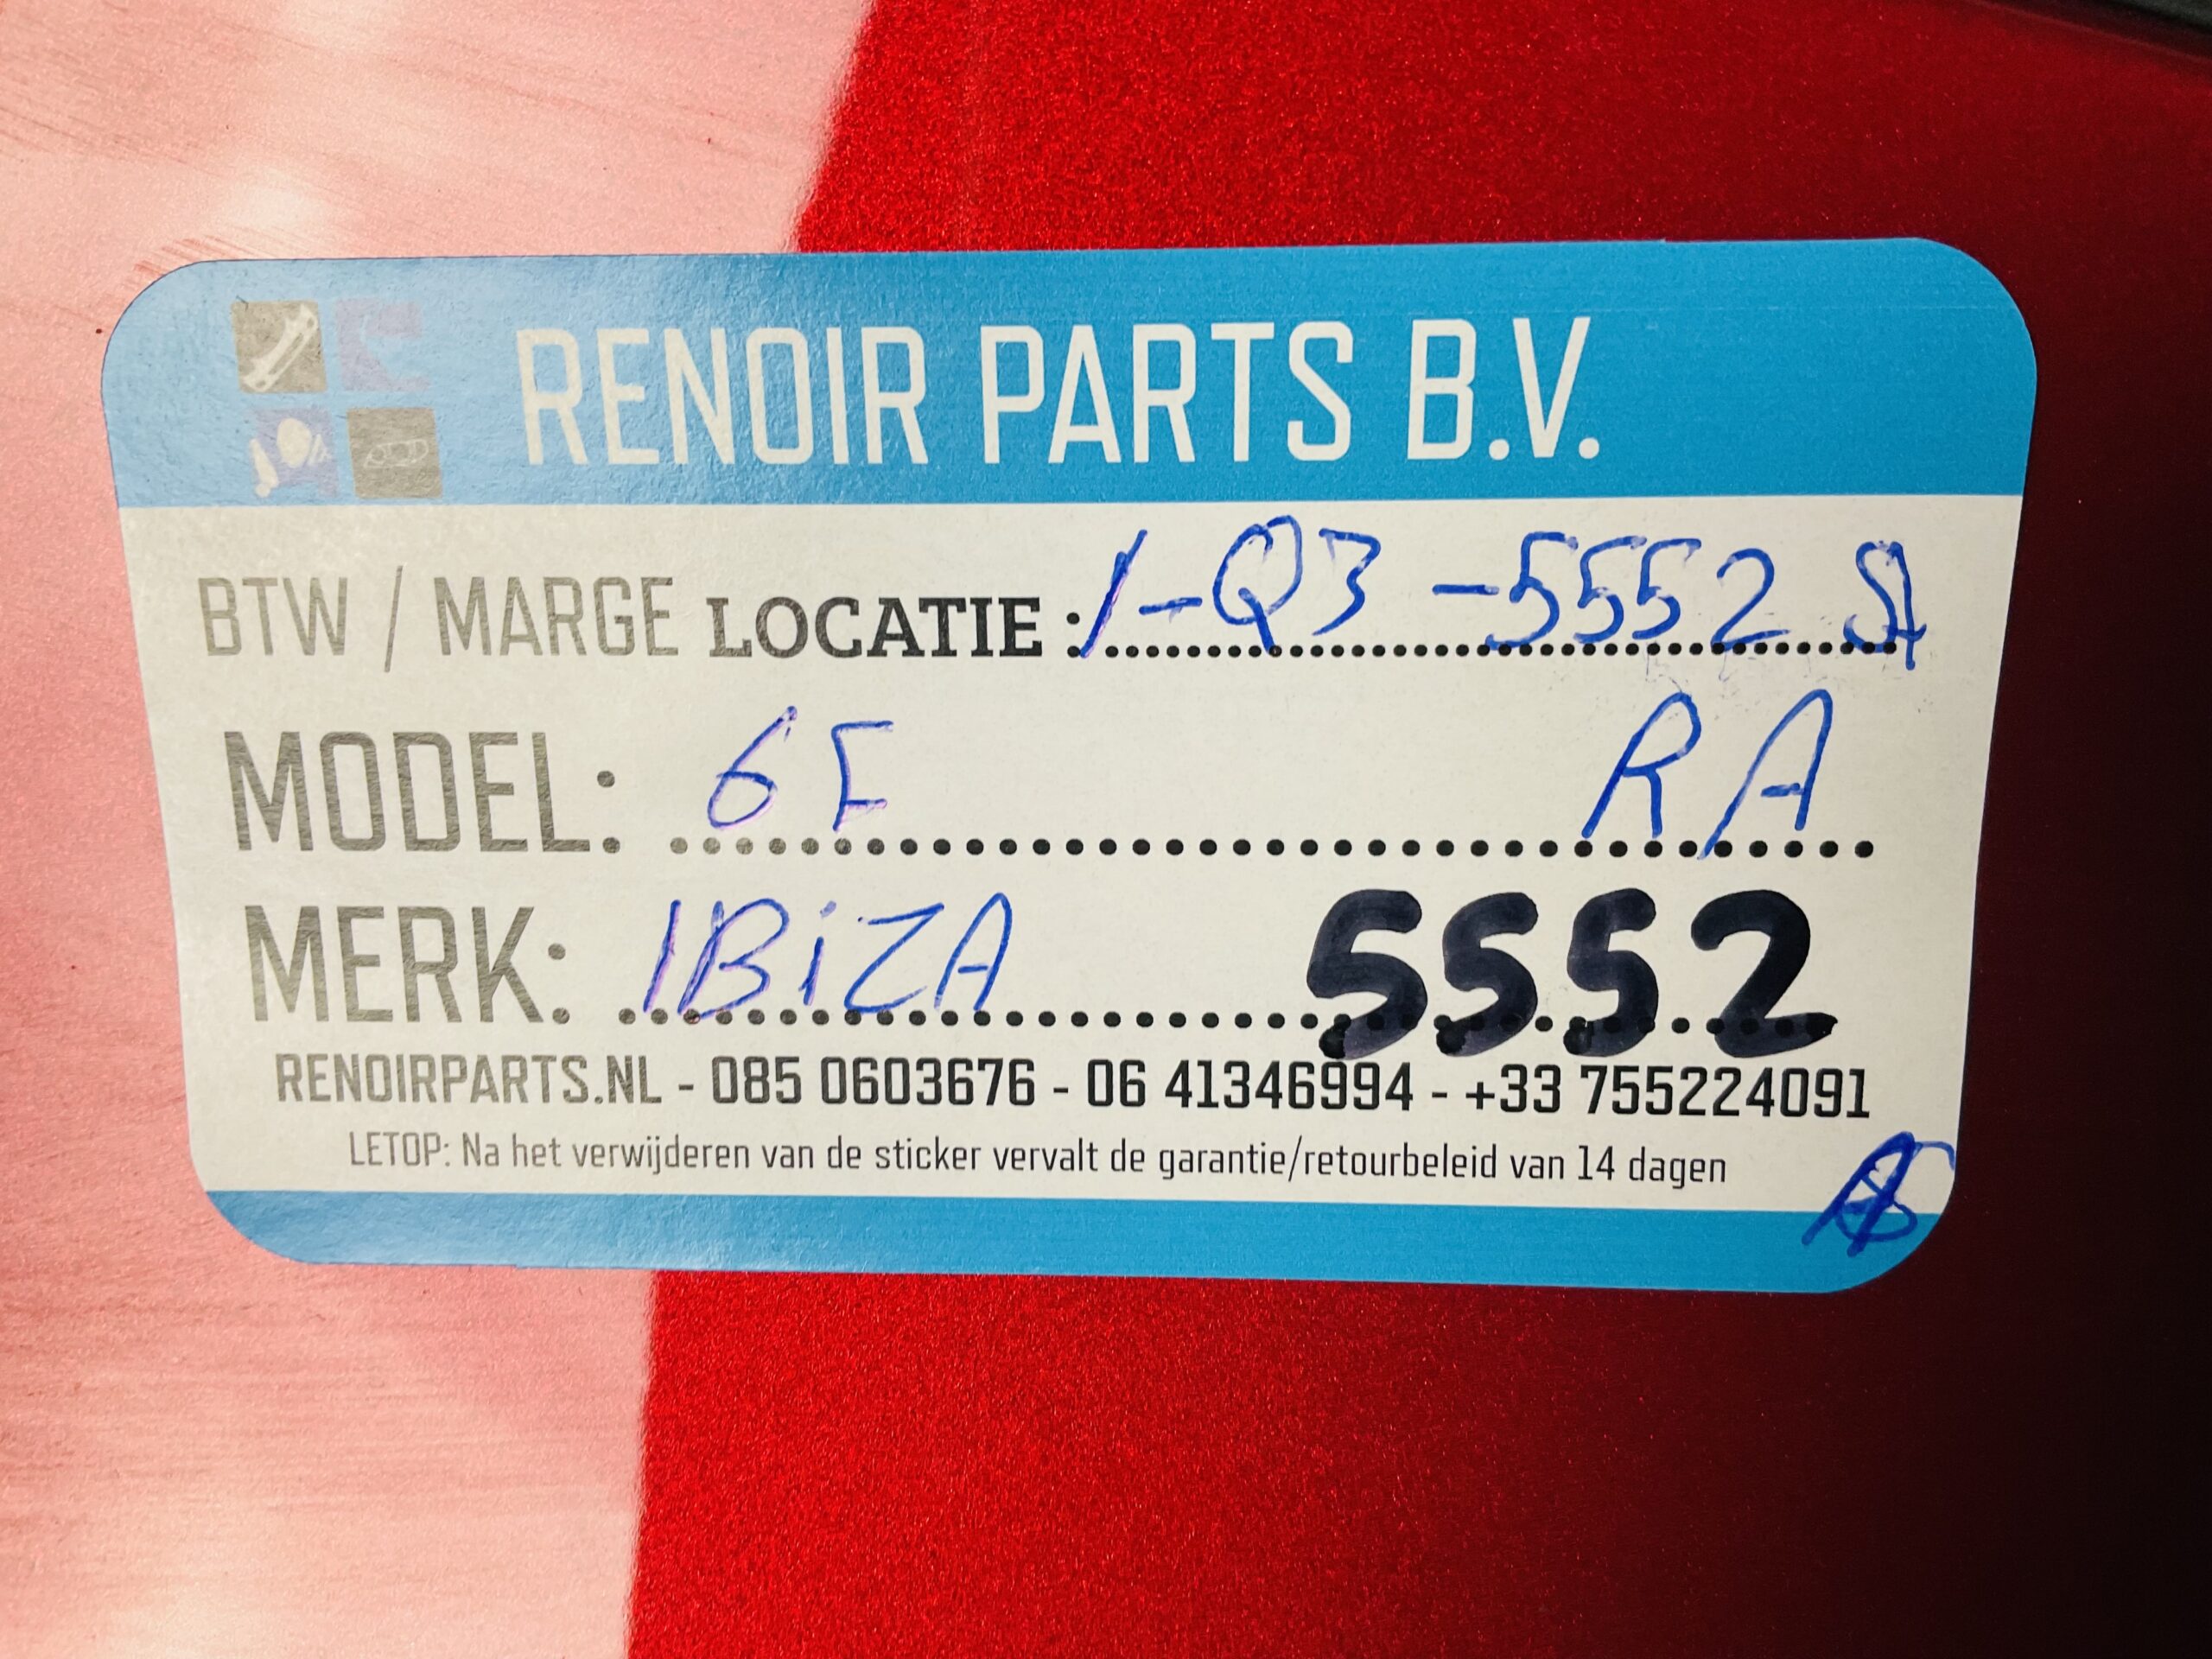 RENOIR PARTS B.V.
BTW / MARGE LOCATIE : 1-Q3-5552
MODEL: 6F RA
MERK: IBiZA 5552
RENOIRPARTS.NL - 085 0603676 - 06 41346994 - +33 755224091
LETOP: Na het verwijderen van de sticker vervalt de garantie/retourbeleid van 14 dagen